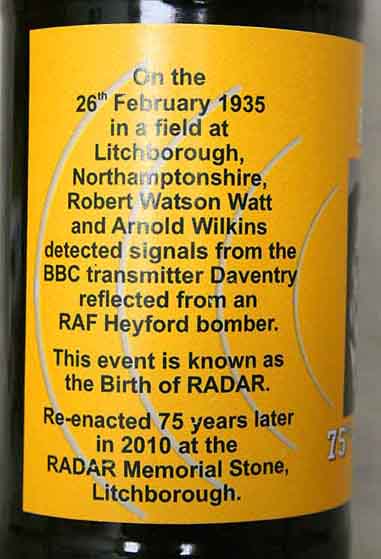 On the
26th February 1935
in a field at
Litchborough,
Northamptonshire,
Robert Watson Watt
and Arnold Wilkins
detected signals from the
BBC transmitter Daventry
reflected from an
RAF Heyford bomber.
This event is known as
the Birth of RADAR.
Re-enacted 75 years later
in 2010 at the
RADAR Memorial Stone,
Litchborough.
75